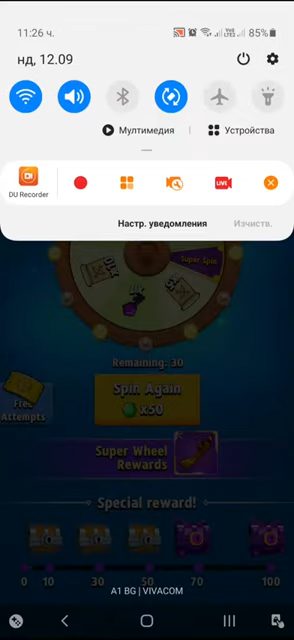 11:26 ч.
85%
нд, 12.09
Мултимедия
Устройства
DU Recorder
LIVE
Настр. уведомления
Изчиств.
Super Spin
Remaining: 30
Spin Again
x50
Free
Attempts
Super Wheel
Rewards
Special reward!
0 10 30 50 70 100
A1 BG | VIVACOM